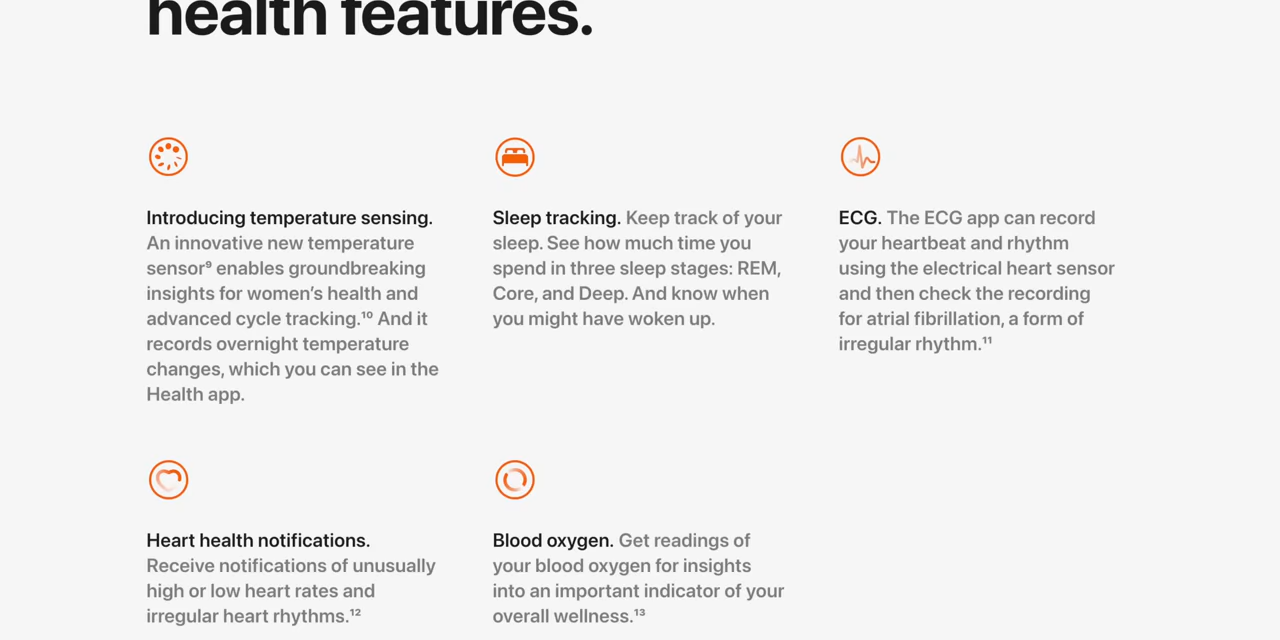 health features.
Introducing temperature sensing.
An innovative new temperature
sensor⁹ enables groundbreaking
insights for women’s health and
advanced cycle tracking.¹⁰ And it
records overnight temperature
changes, which you can see in the
Health app.
Sleep tracking. Keep track of your
sleep. See how much time you
spend in three sleep stages: REM,
Core, and Deep. And know when
you might have woken up.
ECG. The ECG app can record
your heartbeat and rhythm
using the electrical heart sensor
and then check the recording
for atrial fibrillation, a form of
irregular rhythm.¹¹
Heart health notifications.
Receive notifications of unusually
high or low heart rates and
irregular heart rhythms.¹²
Blood oxygen. Get readings of
your blood oxygen for insights
into an important indicator of your
overall wellness.¹³